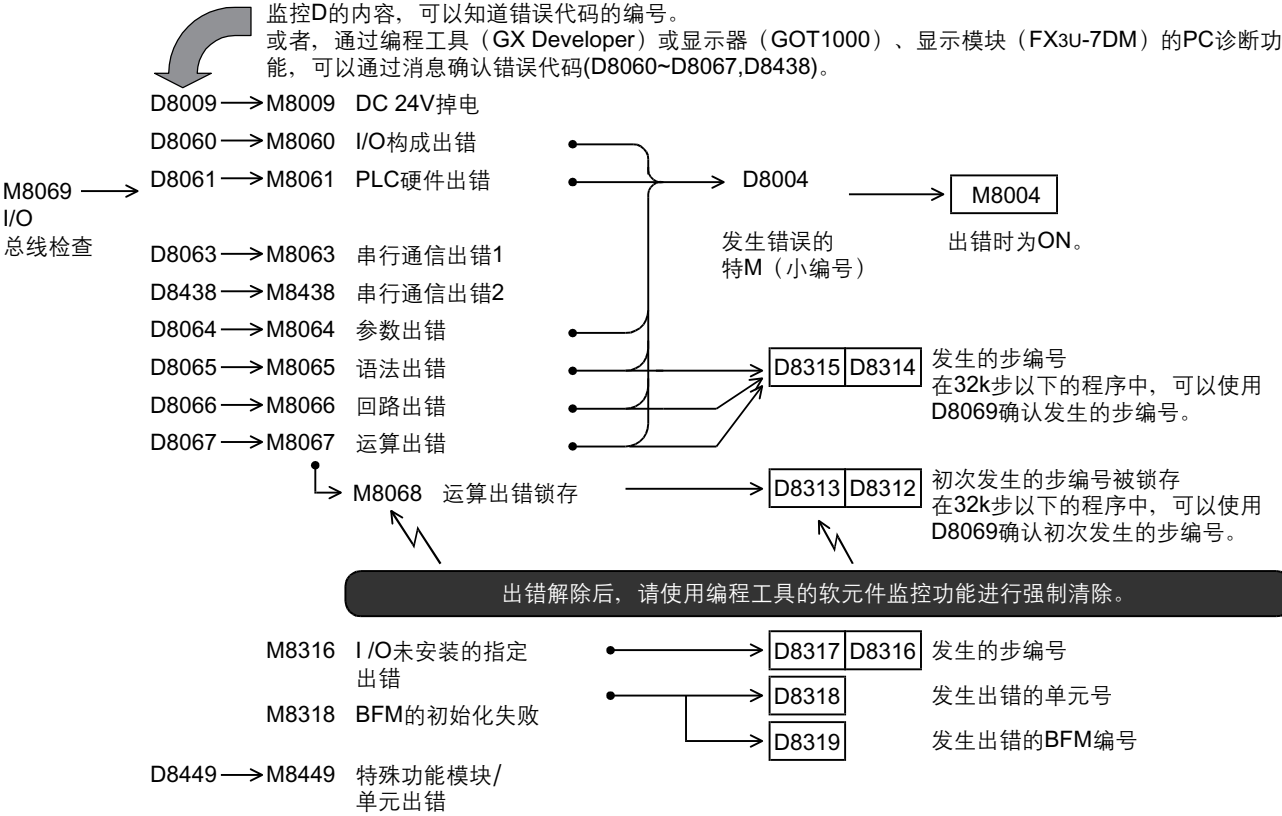 监控D的内容，可以知道错误代码的编号。
或者，通过编程工具（GX Developer）或显示器（GOT1000）、显示模块（FX3U-7DM）的PC诊断功
能，可以通过消息确认错误代码(D8060~D8067,D8438)。
D8009 M8009 DC 24V掉电
D8060 M8060 I/O构成出错
D8061 M8061 PLC硬件出错
M8069
I/O
总线检查
D8004
M8004
发生错误的
特M（小编号）
出错时为ON。
D8063 M8063 串行通信出错1
D8438 M8438 串行通信出错2
D8064 M8064 参数出错
D8065 M8065 语法出错
D8066 M8066 回路出错
D8067 M8067 运算出错
D8315 D8314
发生的步编号
在32k步以下的程序中，可以使用
D8069确认发生的步编号。
M8068 运算出错锁存
D8313 D8312
初次发生的步编号被锁存
在32k步以下的程序中，可以使用
D8069确认初次发生的步编号。
出错解除后，请使用编程工具的软元件监控功能进行强制清除。
M8316 I /O未安装的指定
出错
D8317 D8316 发生的步编号
M8318 BFM的初始化失败
D8318 发生出错的单元号
D8319 发生出错的BFM编号
D8449 M8449 特殊功能模块/
单元出错